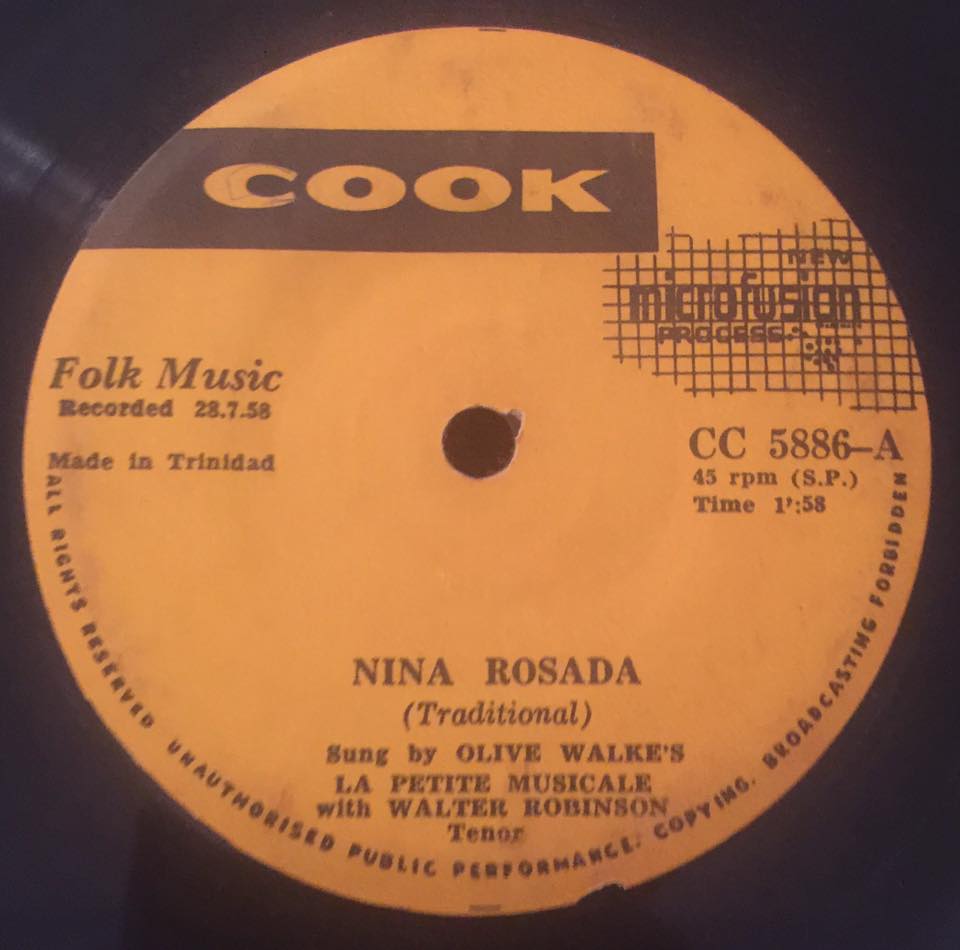 COOK
NEW
microfusion
PROCESS
Folk Music
Recorded 28.7.58
Made in Trinidad
CC 5886-A
45 rpm (S.P.)
Time 1':58
NINA ROSADA
(Traditional)
Sung by OLIVE WALKE'S
LA PETITE MUSICALE
with WALTER ROBINSON
Tenor
ALL RIGHTS RESERVED UNAUTHORISED PUBLIC PERFORMANCE. COPYING. BROADCASTING FORBIDDEN